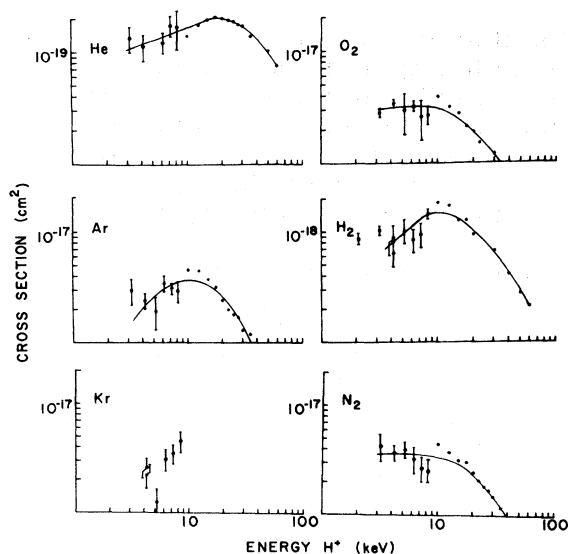 He
10⁻¹⁹
O₂
10⁻¹⁷
Ar
10⁻¹⁷
H₂
10⁻¹⁸
Kr
10⁻¹⁷
N₂
10⁻¹⁷
CROSS SECTION (cm²)
10 100
10 100
ENERGY H⁺ (keV)